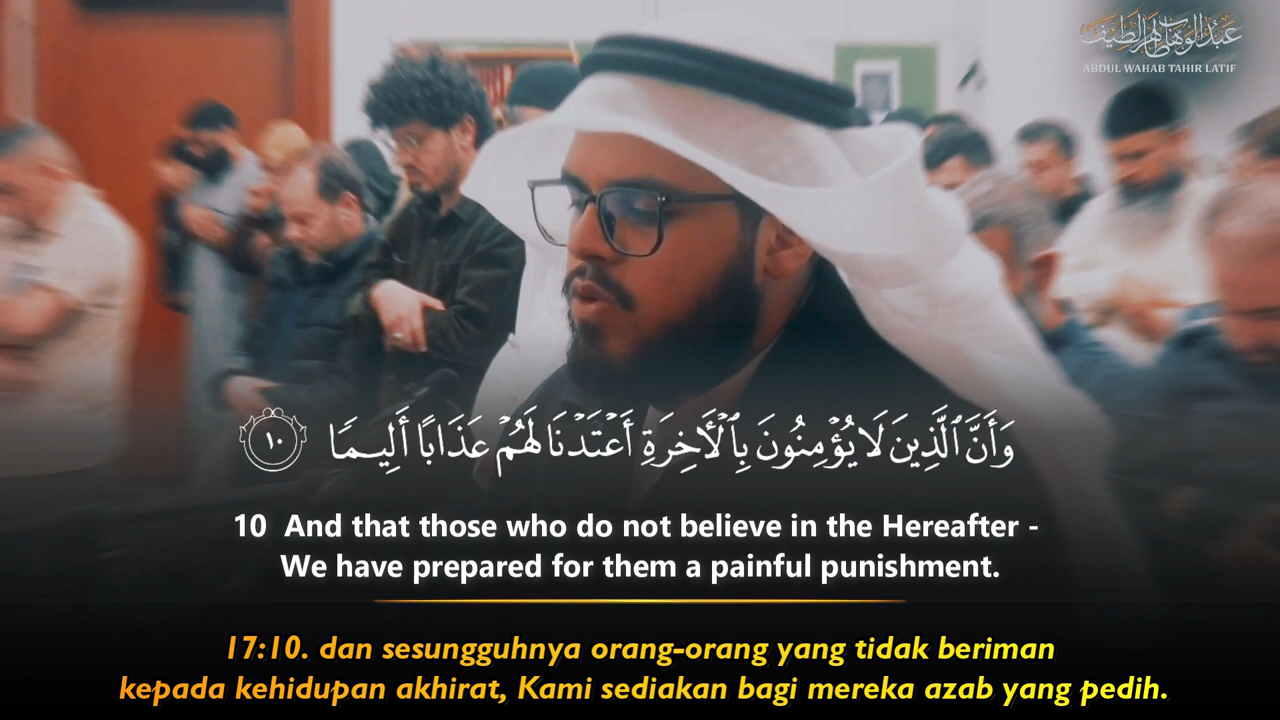 عبد الوهاب طاهر لطيف
ABDUL WAHAB TAHIR LATIF
وَأَنَّ ٱلَّذِينَ لَا يُؤۡمِنُونَ بِٱلۡأٓخِرَةِ أَعۡتَدۡنَا لَهُمۡ عَذَابًا أَلِيمٗا ١٠
10 And that those who do not believe in the Hereafter -
We have prepared for them a painful punishment.
17:10. dan sesungguhnya orang-orang yang tidak beriman
kepada kehidupan akhirat, Kami sediakan bagi mereka azab yang pedih.